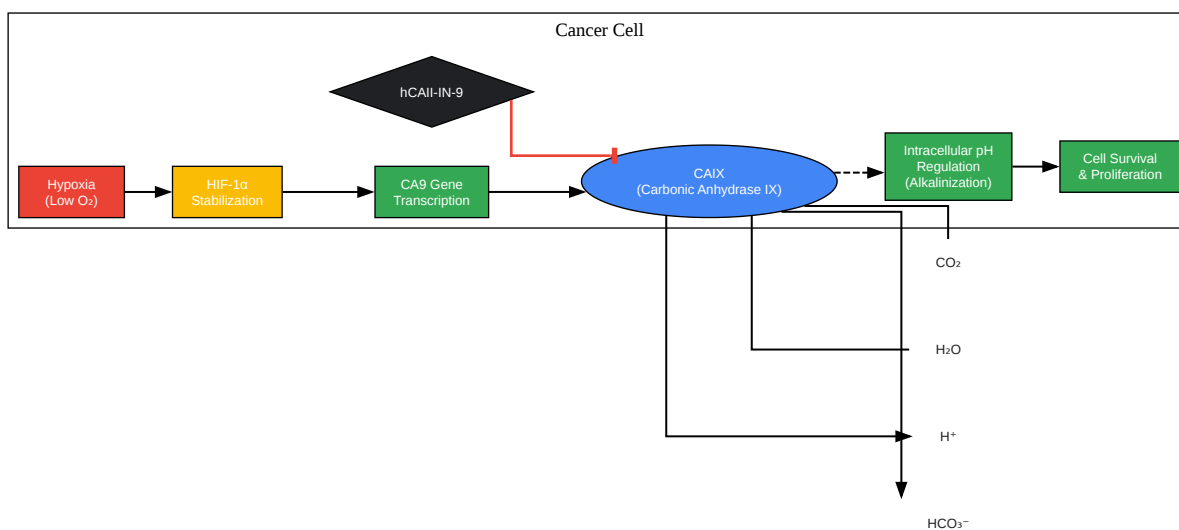 Cancer Cell
hCAII-IN-9
Hypoxia
(Low O₂)
HIF-1α
Stabilization
CA9 Gene
Transcription
CAIX
(Carbonic Anhydrase IX)
Intracellular pH
Regulation
(Alkalinization)
Cell Survival
& Proliferation
CO₂
H₂O
H⁺
HCO₃⁻